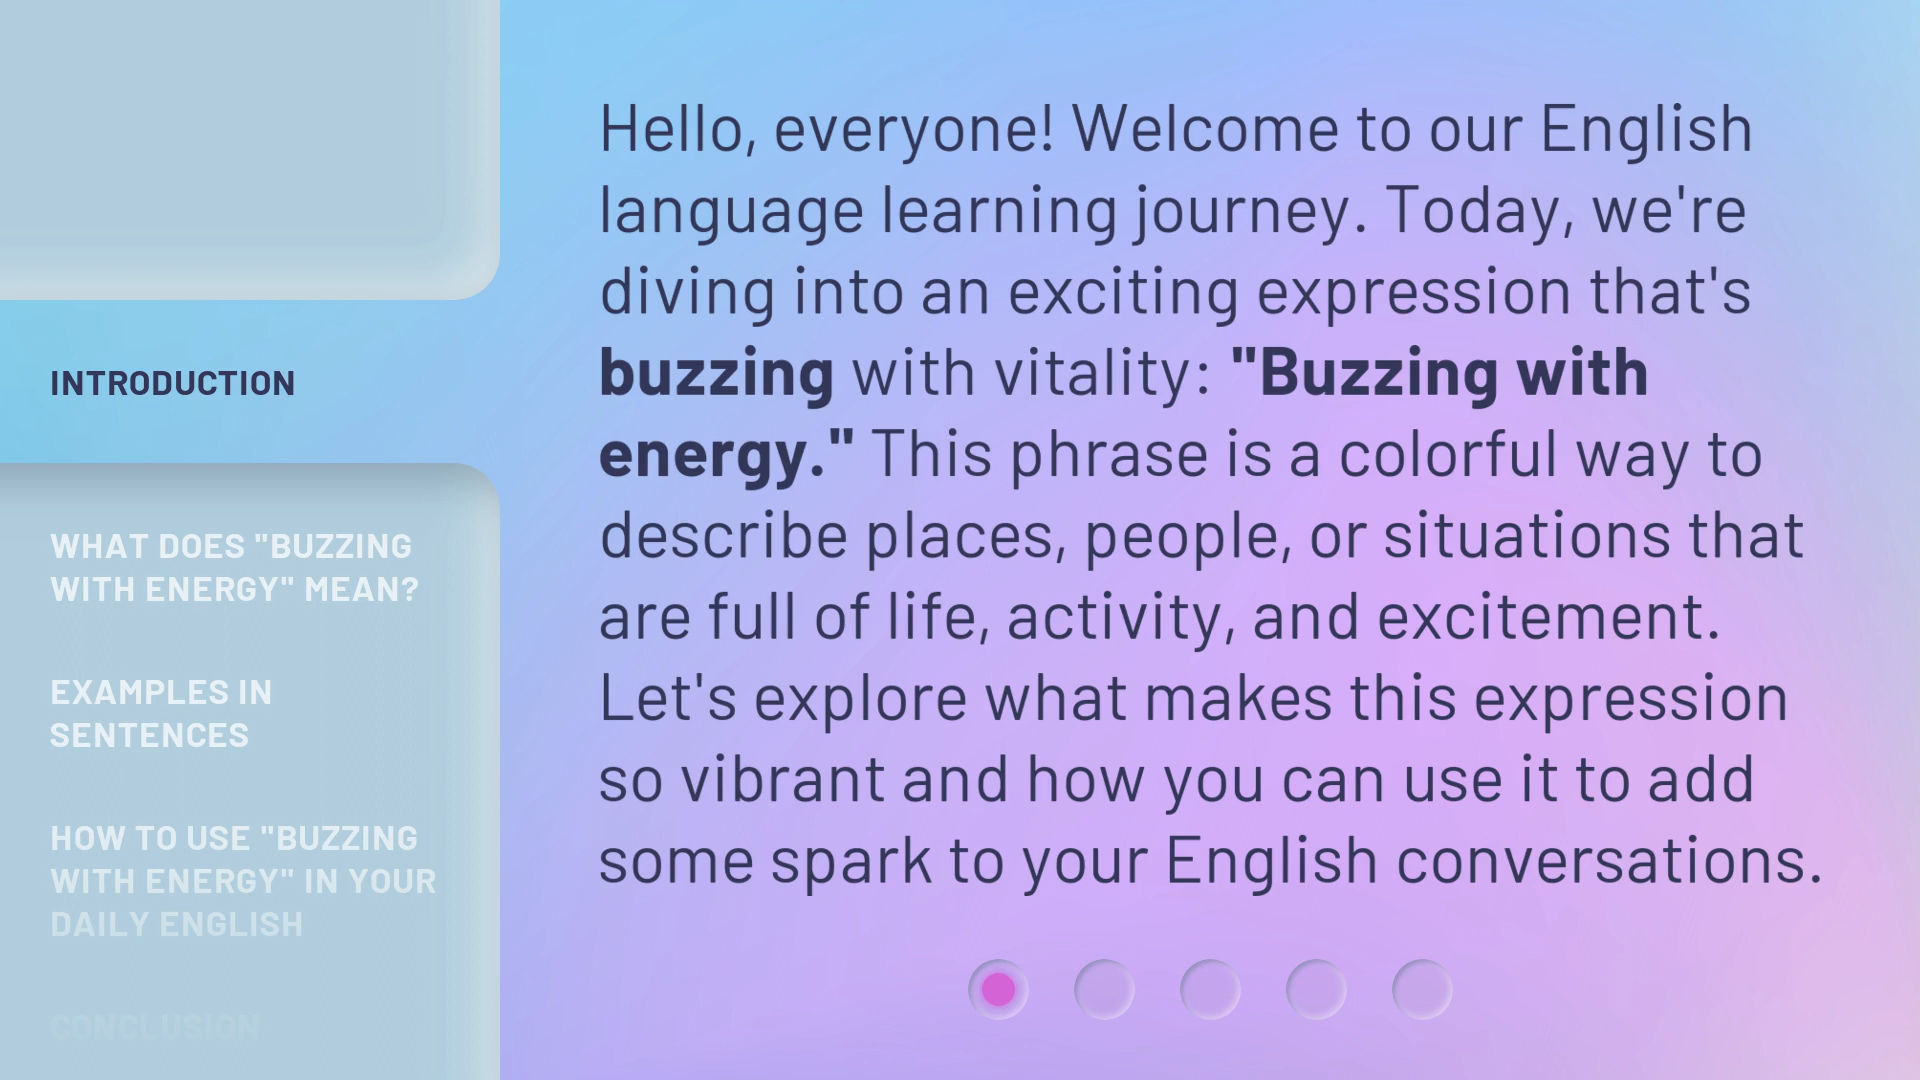 INTRODUCTION
WHAT DOES "BUZZING
WITH ENERGY" MEAN?
EXAMPLES IN
SENTENCES
HOW TO USE "BUZZING
WITH ENERGY" IN YOUR
DAILY ENGLISH
CONCLUSION
Hello, everyone! Welcome to our English
language learning journey. Today, we're
diving into an exciting expression that's
buzzing with vitality: "Buzzing with
energy." This phrase is a colorful way to
describe places, people, or situations that
are full of life, activity, and excitement.
Let's explore what makes this expression
so vibrant and how you can use it to add
some spark to your English conversations.